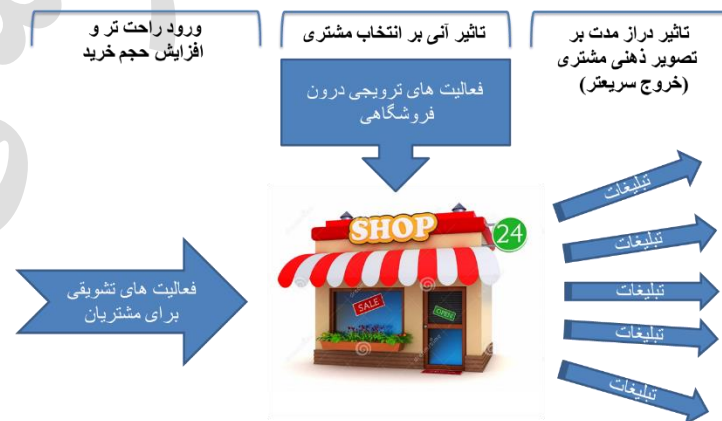 تاثیر دراز مدت بر
تصویر ذهنی مشتری
(خروج سریعتر)
تاثیر آنی بر انتخاب مشتری
ورود راحت تر و
افزایش حجم خرید
فعالیت های ترویجی درون
فروشگاهی
فعالیت های تشویقی
برای مشتریان
SHOP
24
SALE
OPEN
تبلیغات
تبلیغات
تبلیغات
تبلیغات
تبلیغات